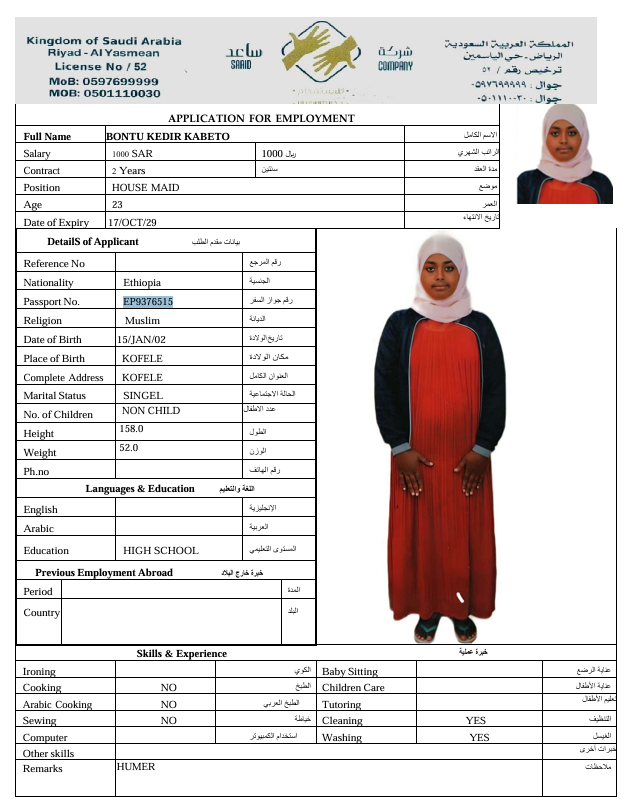 Kingdom of Saudi Arabia
Riyad - Al Yasmean
License No / 52
MoB: 0597699999
MOB: 0501110030
ساعد
SARID
شركة
COMPANY
المملكة العربية السعودية
الرياض - حي الياسمين
ترخيص رقم / ٥٢
جوال : ٠٥٩٧٦٩٩٩٩٩
جوال : ٠٥٠١١١٠٠٣٠
APPLICATION FOR EMPLOYMENT
Full Name BONTU KEDIR KABETO الاسم الكامل
Salary 1000 SAR 1000 ريال الراتب الشهري
Contract 2 Years سنتين مدة العقد
Position HOUSE MAID موضع
Age 23 العمر
Date of Expiry 17/OCT/29 تاريخ الانتهاء
DetailS of Applicant بيانات مقدم الطلب
Reference No رقم المرجع
Nationality Ethiopia الجنسية
Passport No. EP9376515 رقم جواز السفر
Religion Muslim الديانة
Date of Birth 15/JAN/02 تاريخ الولادة
Place of Birth KOFELE مكان الولادة
Complete Address KOFELE العنوان الكامل
Marital Status SINGEL الحالة الاجتماعية
No. of Children NON CHILD عدد الاطفال
Height 158.0 الطول
Weight 52.0 الوزن
Ph.no رقم الهاتف
Languages & Education اللغة والتعليم
English الإنجليزية
Arabic العربية
Education HIGH SCHOOL المستوى التعليمي
Previous Employment Abroad خبرة خارج البلاد
Period المدة
Country البلد
Skills & Experience خبرة عملية
Ironing الكوي Baby Sitting عناية الرضع
Cooking NO الطبخ Children Care عناية الأطفال
Arabic Cooking NO الطبخ العربي Tutoring تعليم الأطفال
Sewing NO خياطة Cleaning YES التنظيف
Computer استخدام الكمبيوتر Washing YES الغسيل
Other skills خبرات أخرى
Remarks HUMER ملاحظات